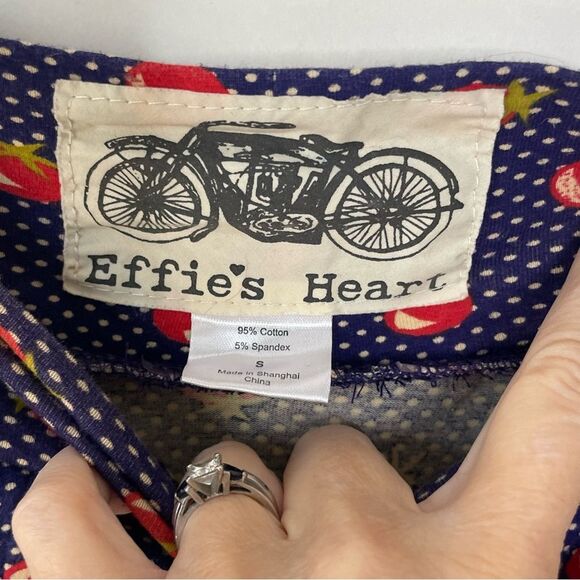 Effie's Heart
95% Cotton
5% Spandex
S
Made in Shanghai
China